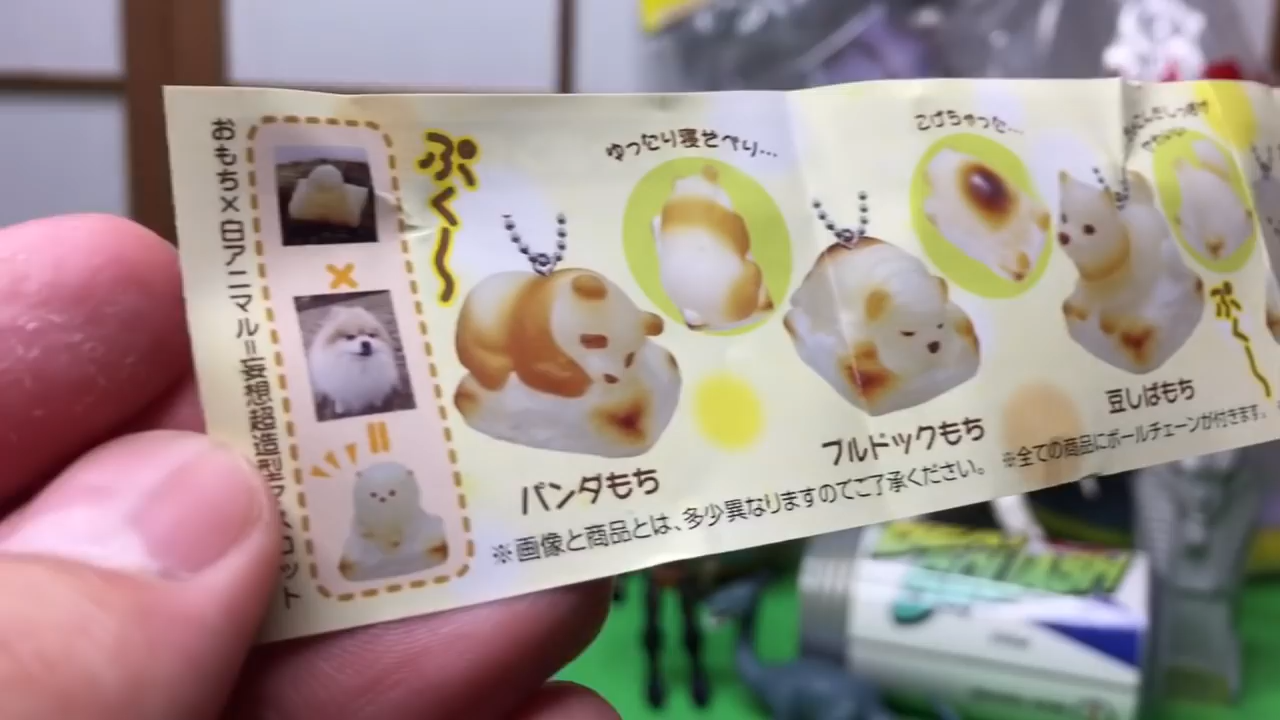 おもち×白アニマル=妄想超造型マスコット
ぷく〜
ゆったり寝そべり...
パンダもち
こげちゃった...
ブルドックもち
ぷく〜
豆しばもち
※全ての商品にボールチェーンが付きます。
※画像と商品とは、多少異なりますのでご了承ください。